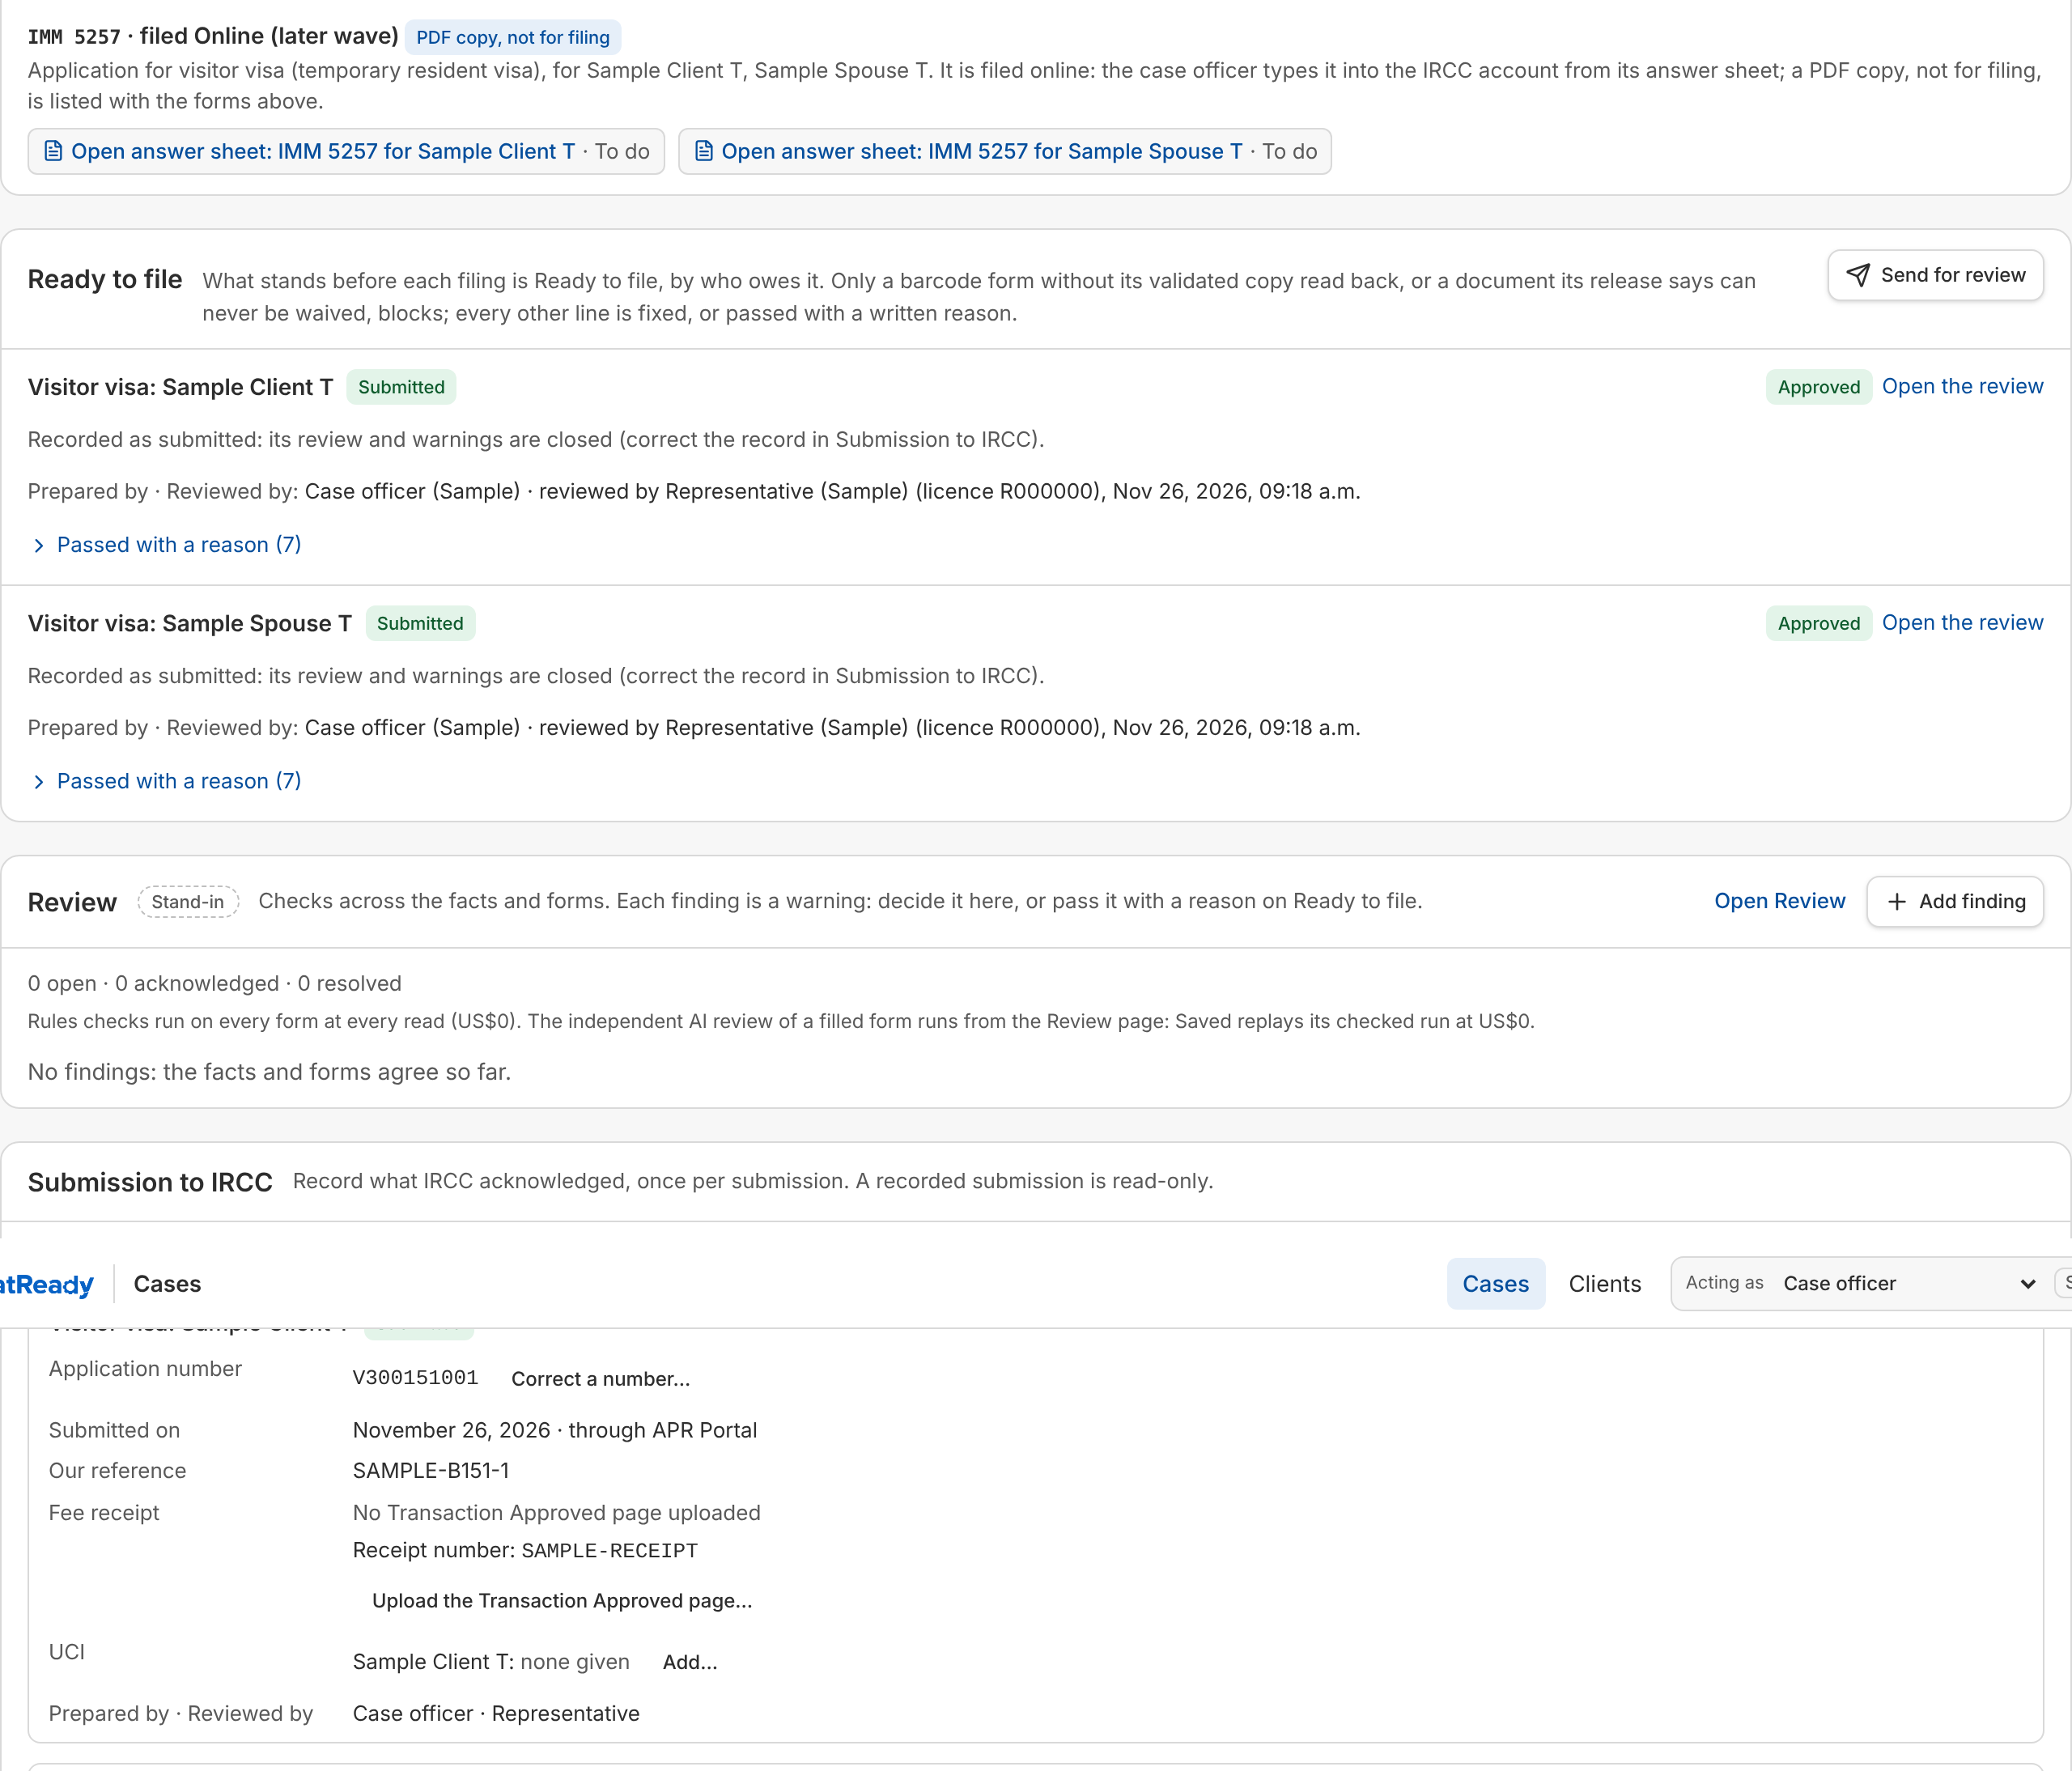 IMM 5257 · filed Online (later wave) PDF copy, not for filing
Application for visitor visa (temporary resident visa), for Sample Client T, Sample Spouse T. It is filed online: the case officer types it into the IRCC account from its answer sheet; a PDF copy, not for filing,
is listed with the forms above.
Open answer sheet: IMM 5257 for Sample Client T · To do
Open answer sheet: IMM 5257 for Sample Spouse T · To do
Ready to file
What stands before each filing is Ready to file, by who owes it. Only a barcode form without its validated copy read back, or a document its release says can
never be waived, blocks; every other line is fixed, or passed with a written reason.
Send for review
Visitor visa: Sample Client T Submitted
Approved Open the review
Recorded as submitted: its review and warnings are closed (correct the record in Submission to IRCC).
Prepared by · Reviewed by: Case officer (Sample) · reviewed by Representative (Sample) (licence R000000), Nov 26, 2026, 09:18 a.m.
Passed with a reason (7)
Visitor visa: Sample Spouse T Submitted
Approved Open the review
Recorded as submitted: its review and warnings are closed (correct the record in Submission to IRCC).
Prepared by · Reviewed by: Case officer (Sample) · reviewed by Representative (Sample) (licence R000000), Nov 26, 2026, 09:18 a.m.
Passed with a reason (7)
Review Stand-in Checks across the facts and forms. Each finding is a warning: decide it here, or pass it with a reason on Ready to file.
Open Review + Add finding
0 open · 0 acknowledged · 0 resolved
Rules checks run on every form at every read (US$0). The independent AI review of a filled form runs from the Review page: Saved replays its checked run at US$0.
No findings: the facts and forms agree so far.
Submission to IRCC Record what IRCC acknowledged, once per submission. A recorded submission is read-only.
atReady Cases
Cases Clients Acting as Case officer
Application number V300151001 Correct a number...
Submitted on November 26, 2026 · through APR Portal
Our reference SAMPLE-B151-1
Fee receipt No Transaction Approved page uploaded
Receipt number: SAMPLE-RECEIPT
Upload the Transaction Approved page...
UCI Sample Client T: none given Add...
Prepared by · Reviewed by Case officer · Representative